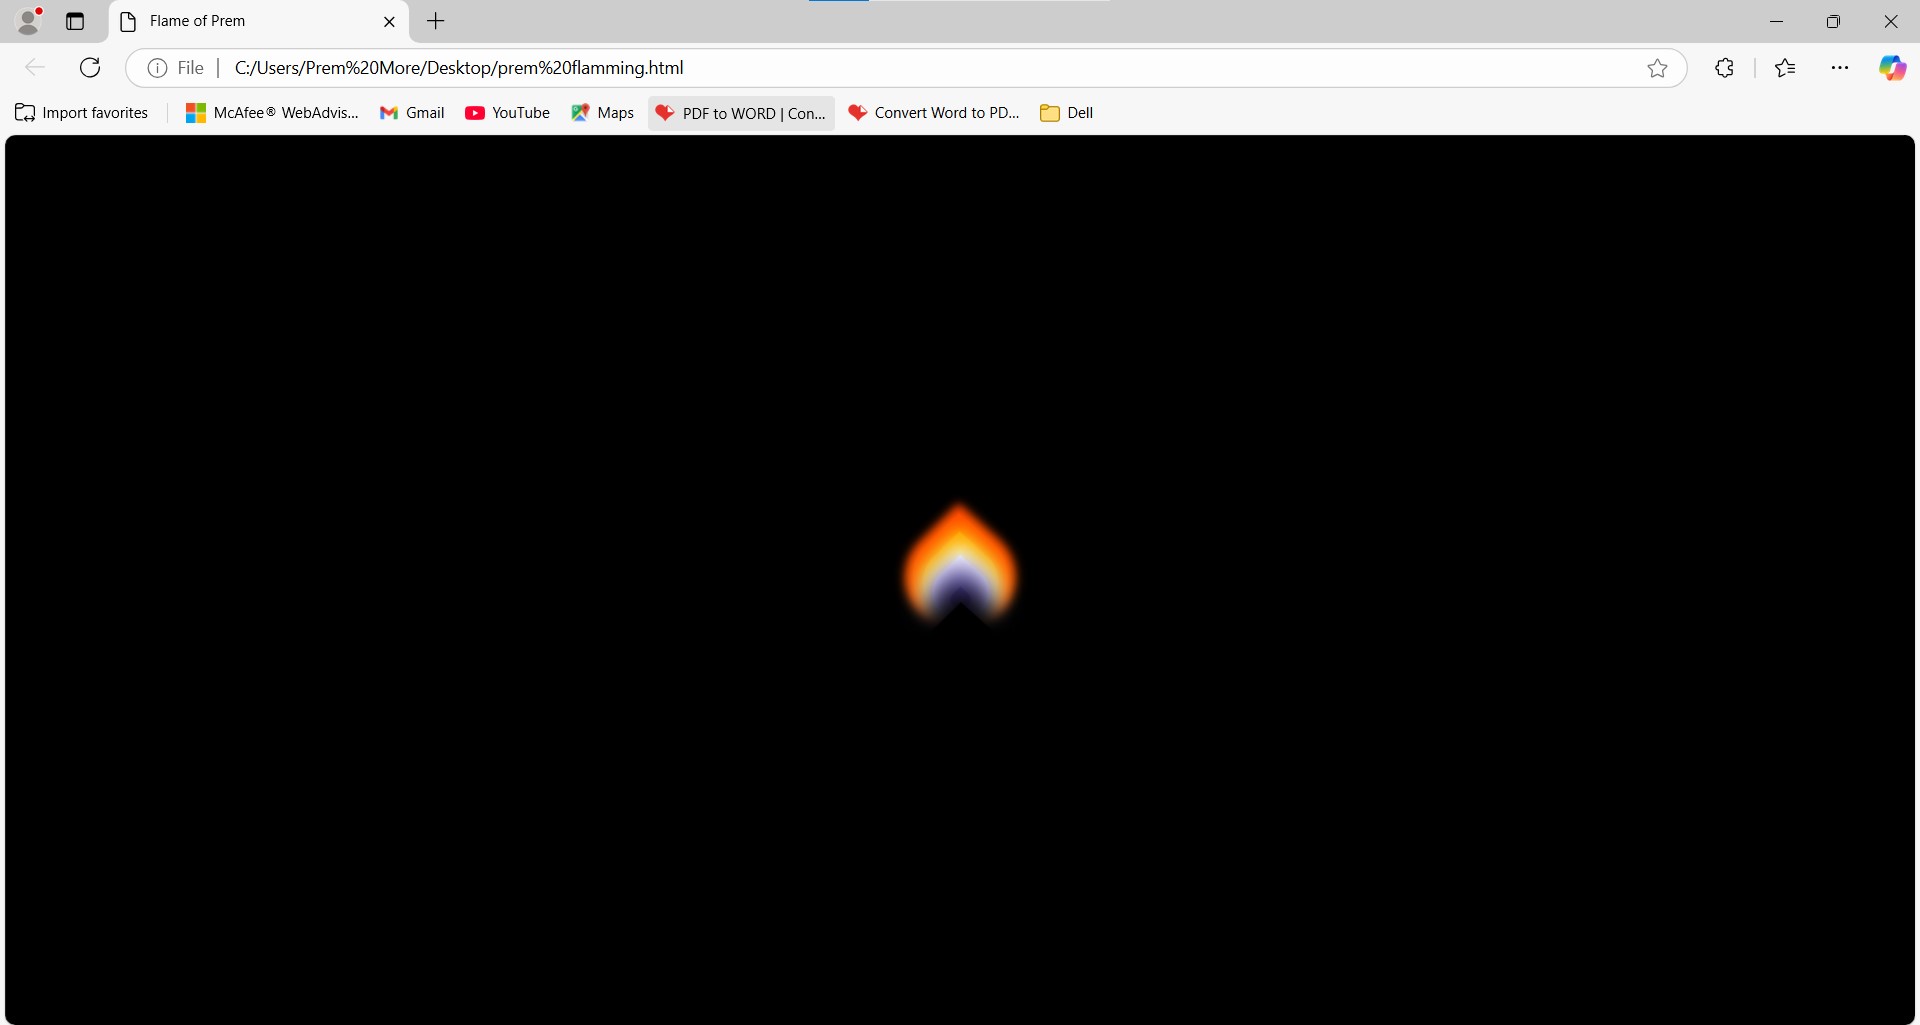 Flame of Prem
File
C:/Users/Prem%20More/Desktop/prem%20flamming.html
Import favorites
McAfee® WebAdvis...
Gmail
YouTube
Maps
PDF to WORD | Con...
Convert Word to PD...
Dell